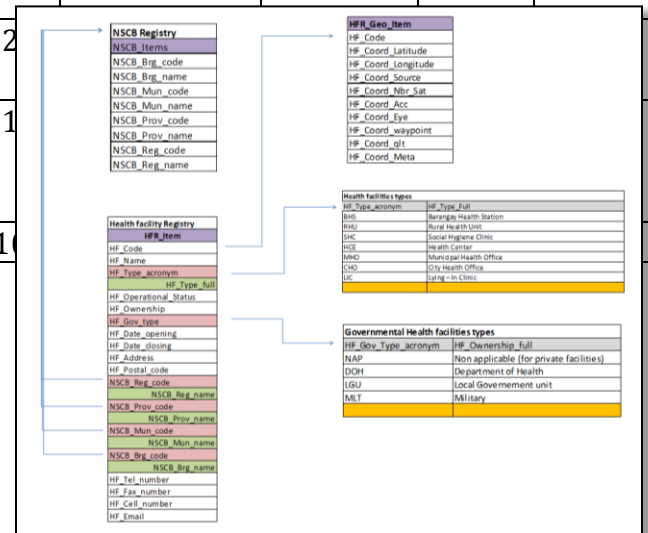 2
1
10
NSCB Registry
NSCB_Items
NSCB_Brg_code
NSCB_Brg_name
NSCB_Mun_code
NSCB_Mun_name
NSCB_Prov_code
NSCB_Prov_name
NSCB_Reg_code
NSCB_Reg_name
HFR_Geo_Item
HF_Code
HF_Coord_Latitude
HF_Coord_Longitude
HF_Coord_Source
HF_Coord_Nbr_Sat
HF_Coord_Acc
HF_Coord_Eye
HF_Coord_waypoint
HF_Coord_qlt
HF_Coord_Meta
Health facility Registry
HFR_Item
HF_Code
HF_Name
HF_Type_acronym
HF_Type_full
HF_Operational_Status
HF_Ownership
HF_Gov_type
HF_Date_opening
HF_Date_closing
HF_Address
HF_Postal_code
NSCB_Reg_code
NSCB_Reg_name
NSCB_Prov_code
NSCB_Prov_name
NSCB_Mun_code
NSCB_Mun_name
NSCB_Brg_code
NSCB_Brg_name
HF_Tel_number
HF_Fax_number
HF_Cell_number
HF_Email
Health facilities types
HF_Type_acronym HF_Type_Full
BHS Barangay Health Station
RHU Rural Health Unit
SHC Social Hygiene Clinic
HCE Health Center
MHO Municipal Health Office
CHO City Health Office
LIC Lying – In Clinic
Governmental Health facilities types
HF_Gov_Type_acronym HF_Ownership_full
NAP Non applicable (for private facilities)
DOH Department of Health
LGU Local Governement unit
MLT Military